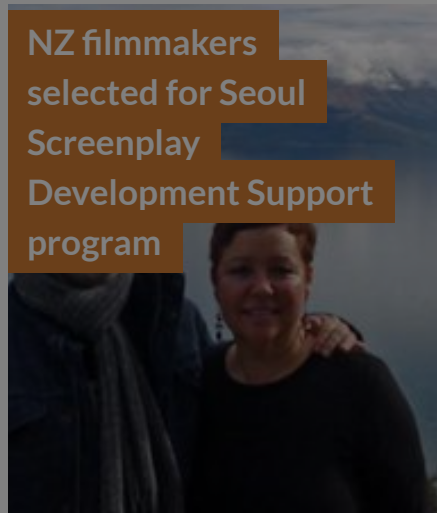 NZ filmmakers
selected for Seoul
Screenplay
Development Support
program